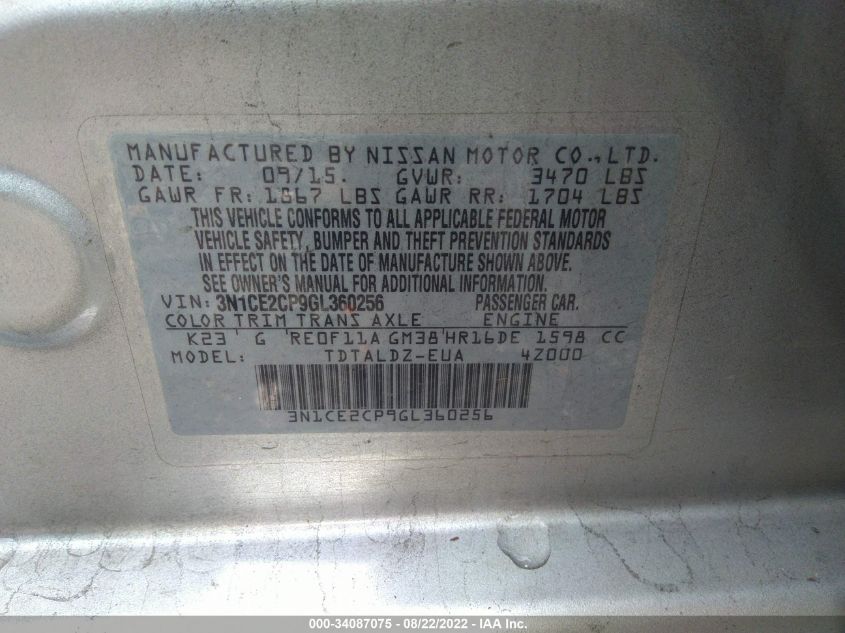 MANUFACTURED BY NISSAN MOTOR CO., LTD.
DATE: 09/15. GVWR: 3470 LBS
GAWR FR: 1867 LBS GAWR RR: 1704 LBS
THIS VEHICLE CONFORMS TO ALL APPLICABLE FEDERAL MOTOR
VEHICLE SAFETY, BUMPER AND THEFT PREVENTION STANDARDS
IN EFFECT ON THE DATE OF MANUFACTURE SHOWN ABOVE.
SEE OWNER'S MANUAL FOR ADDITIONAL INFORMATION.
VIN: 3N1CE2CP9GL360256 PASSENGER CAR.
COLOR TRIM TRANS AXLE ENGINE
K23 G RE0F11A GM38 HR16DE 1598 CC
MODEL: TDTALDZ-EUA 4Z000
3N1CE2CP9GL360256
000-34087075 - 08/22/2022 - IAA Inc.